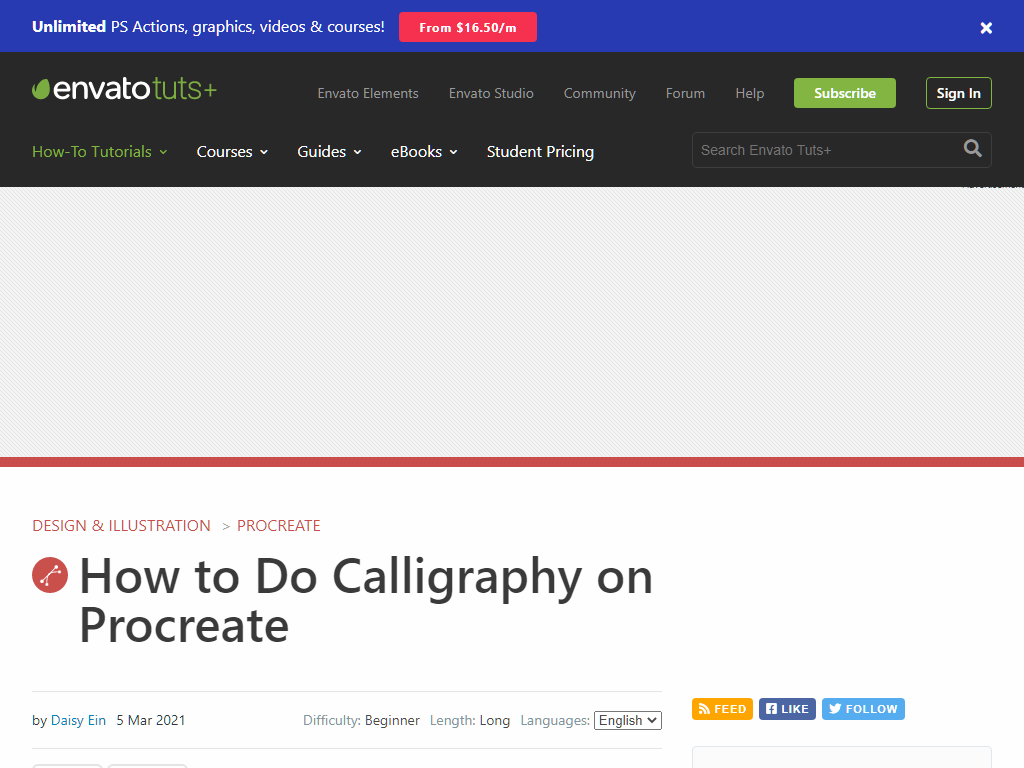 Unlimited PS Actions, graphics, videos & courses! From $16.50/m
envatotuts+ Envato Elements Envato Studio Community Forum Help Subscribe Sign In
How-To Tutorials Courses Guides eBooks Student Pricing Search Envato Tuts+
DESIGN & ILLUSTRATION > PROCREATE
How to Do Calligraphy on
Procreate
by Daisy Ein 5 Mar 2021 Difficulty: Beginner Length: Long Languages: English
FEED LIKE FOLLOW